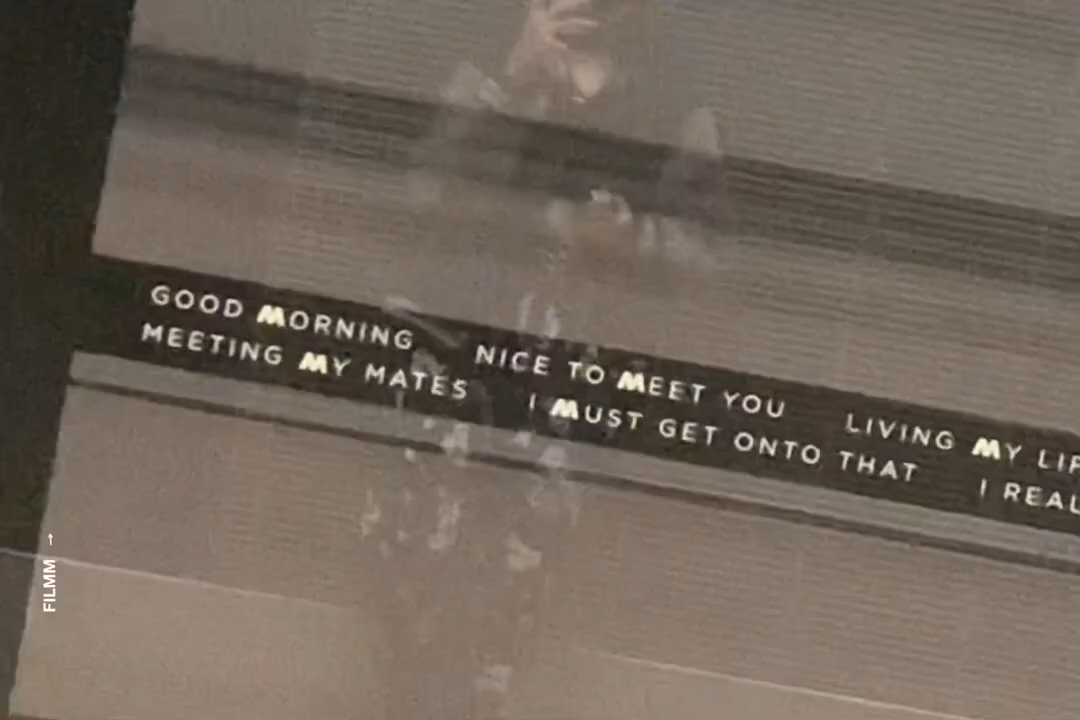 GOOD MORNING NICE TO MEET YOU LIVING MY
MEETING MY MATES I MUST GET ONTO THAT I
FILMM →